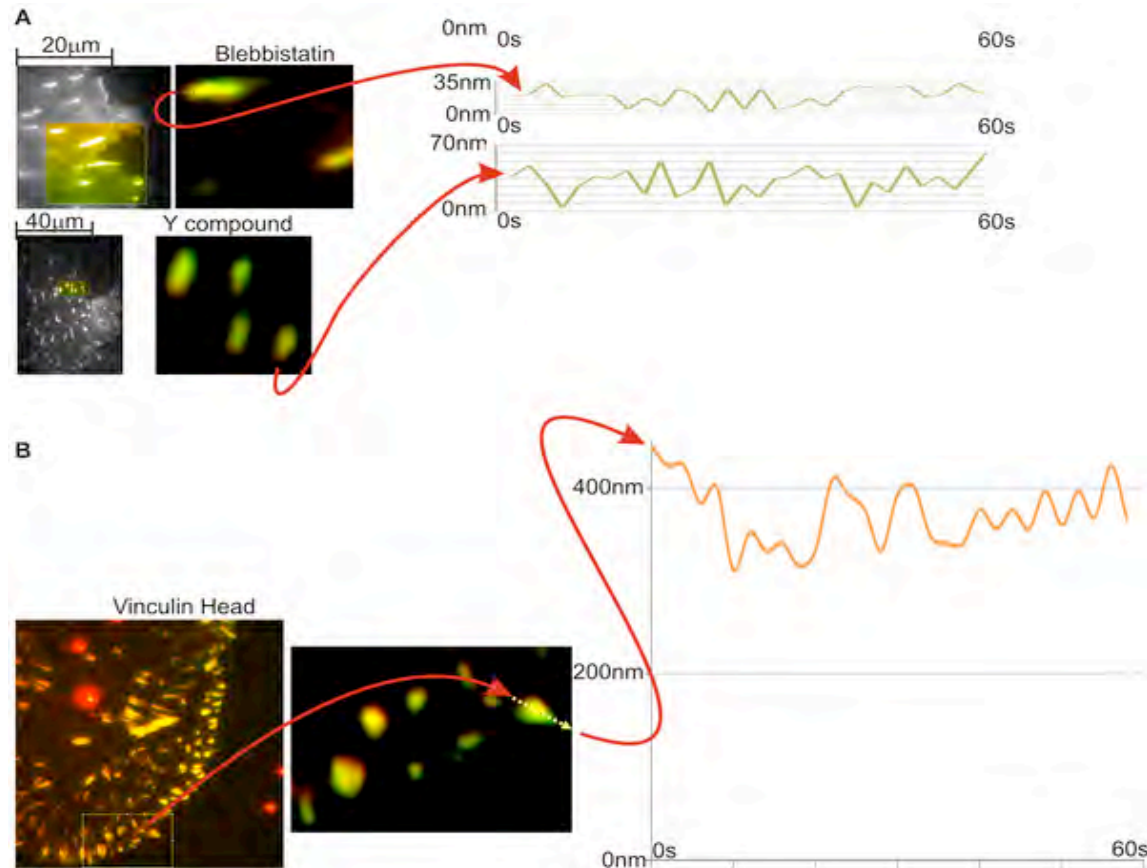 A
20μm
Blebbistatin
0nm
0s
60s
35nm
0nm
0s
60s
70nm
0nm
0s
60s
40μm
Y compound
B
400nm
200nm
0nm
0s
60s
Vinculin Head